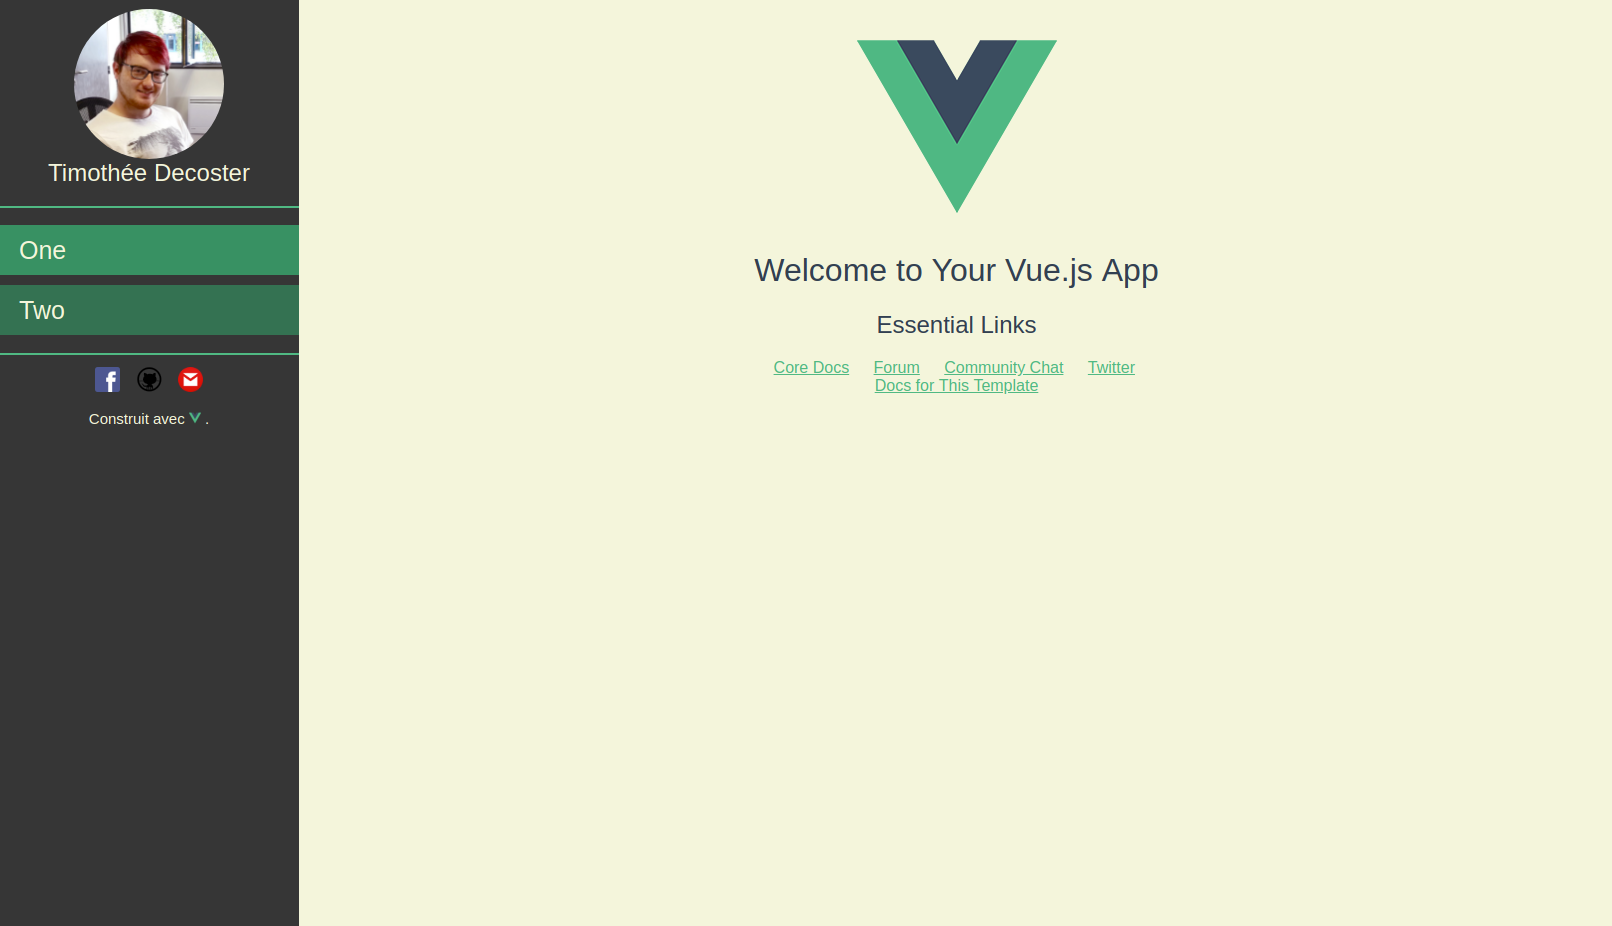 Timothée Decoster
One
Two
Construit avec .
Welcome to Your Vue.js App
Essential Links
Core Docs Forum Community Chat Twitter
Docs for This Template